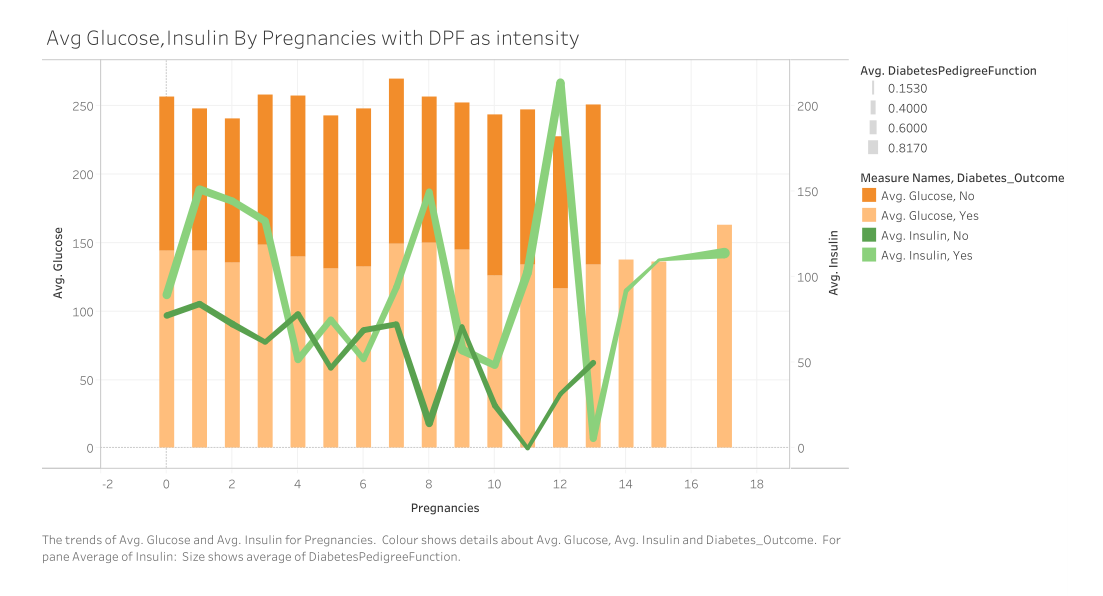 Avg Glucose,Insulin By Pregnancies with DPF as intensity
Avg. Glucose
250
200
150
100
50
0
200
150
100
50
0
Avg. Insulin
-2 0 2 4 6 8 10 12 14 16 18
Pregnancies
Avg. DiabetesPedigreeFunction
0.1530
0.4000
0.6000
0.8170
Measure Names, Diabetes_Outcome
Avg. Glucose, No
Avg. Glucose, Yes
Avg. Insulin, No
Avg. Insulin, Yes
The trends of Avg. Glucose and Avg. Insulin for Pregnancies.  Colour shows details about Avg. Glucose, Avg. Insulin and Diabetes_Outcome.  For
pane Average of Insulin:  Size shows average of DiabetesPedigreeFunction.